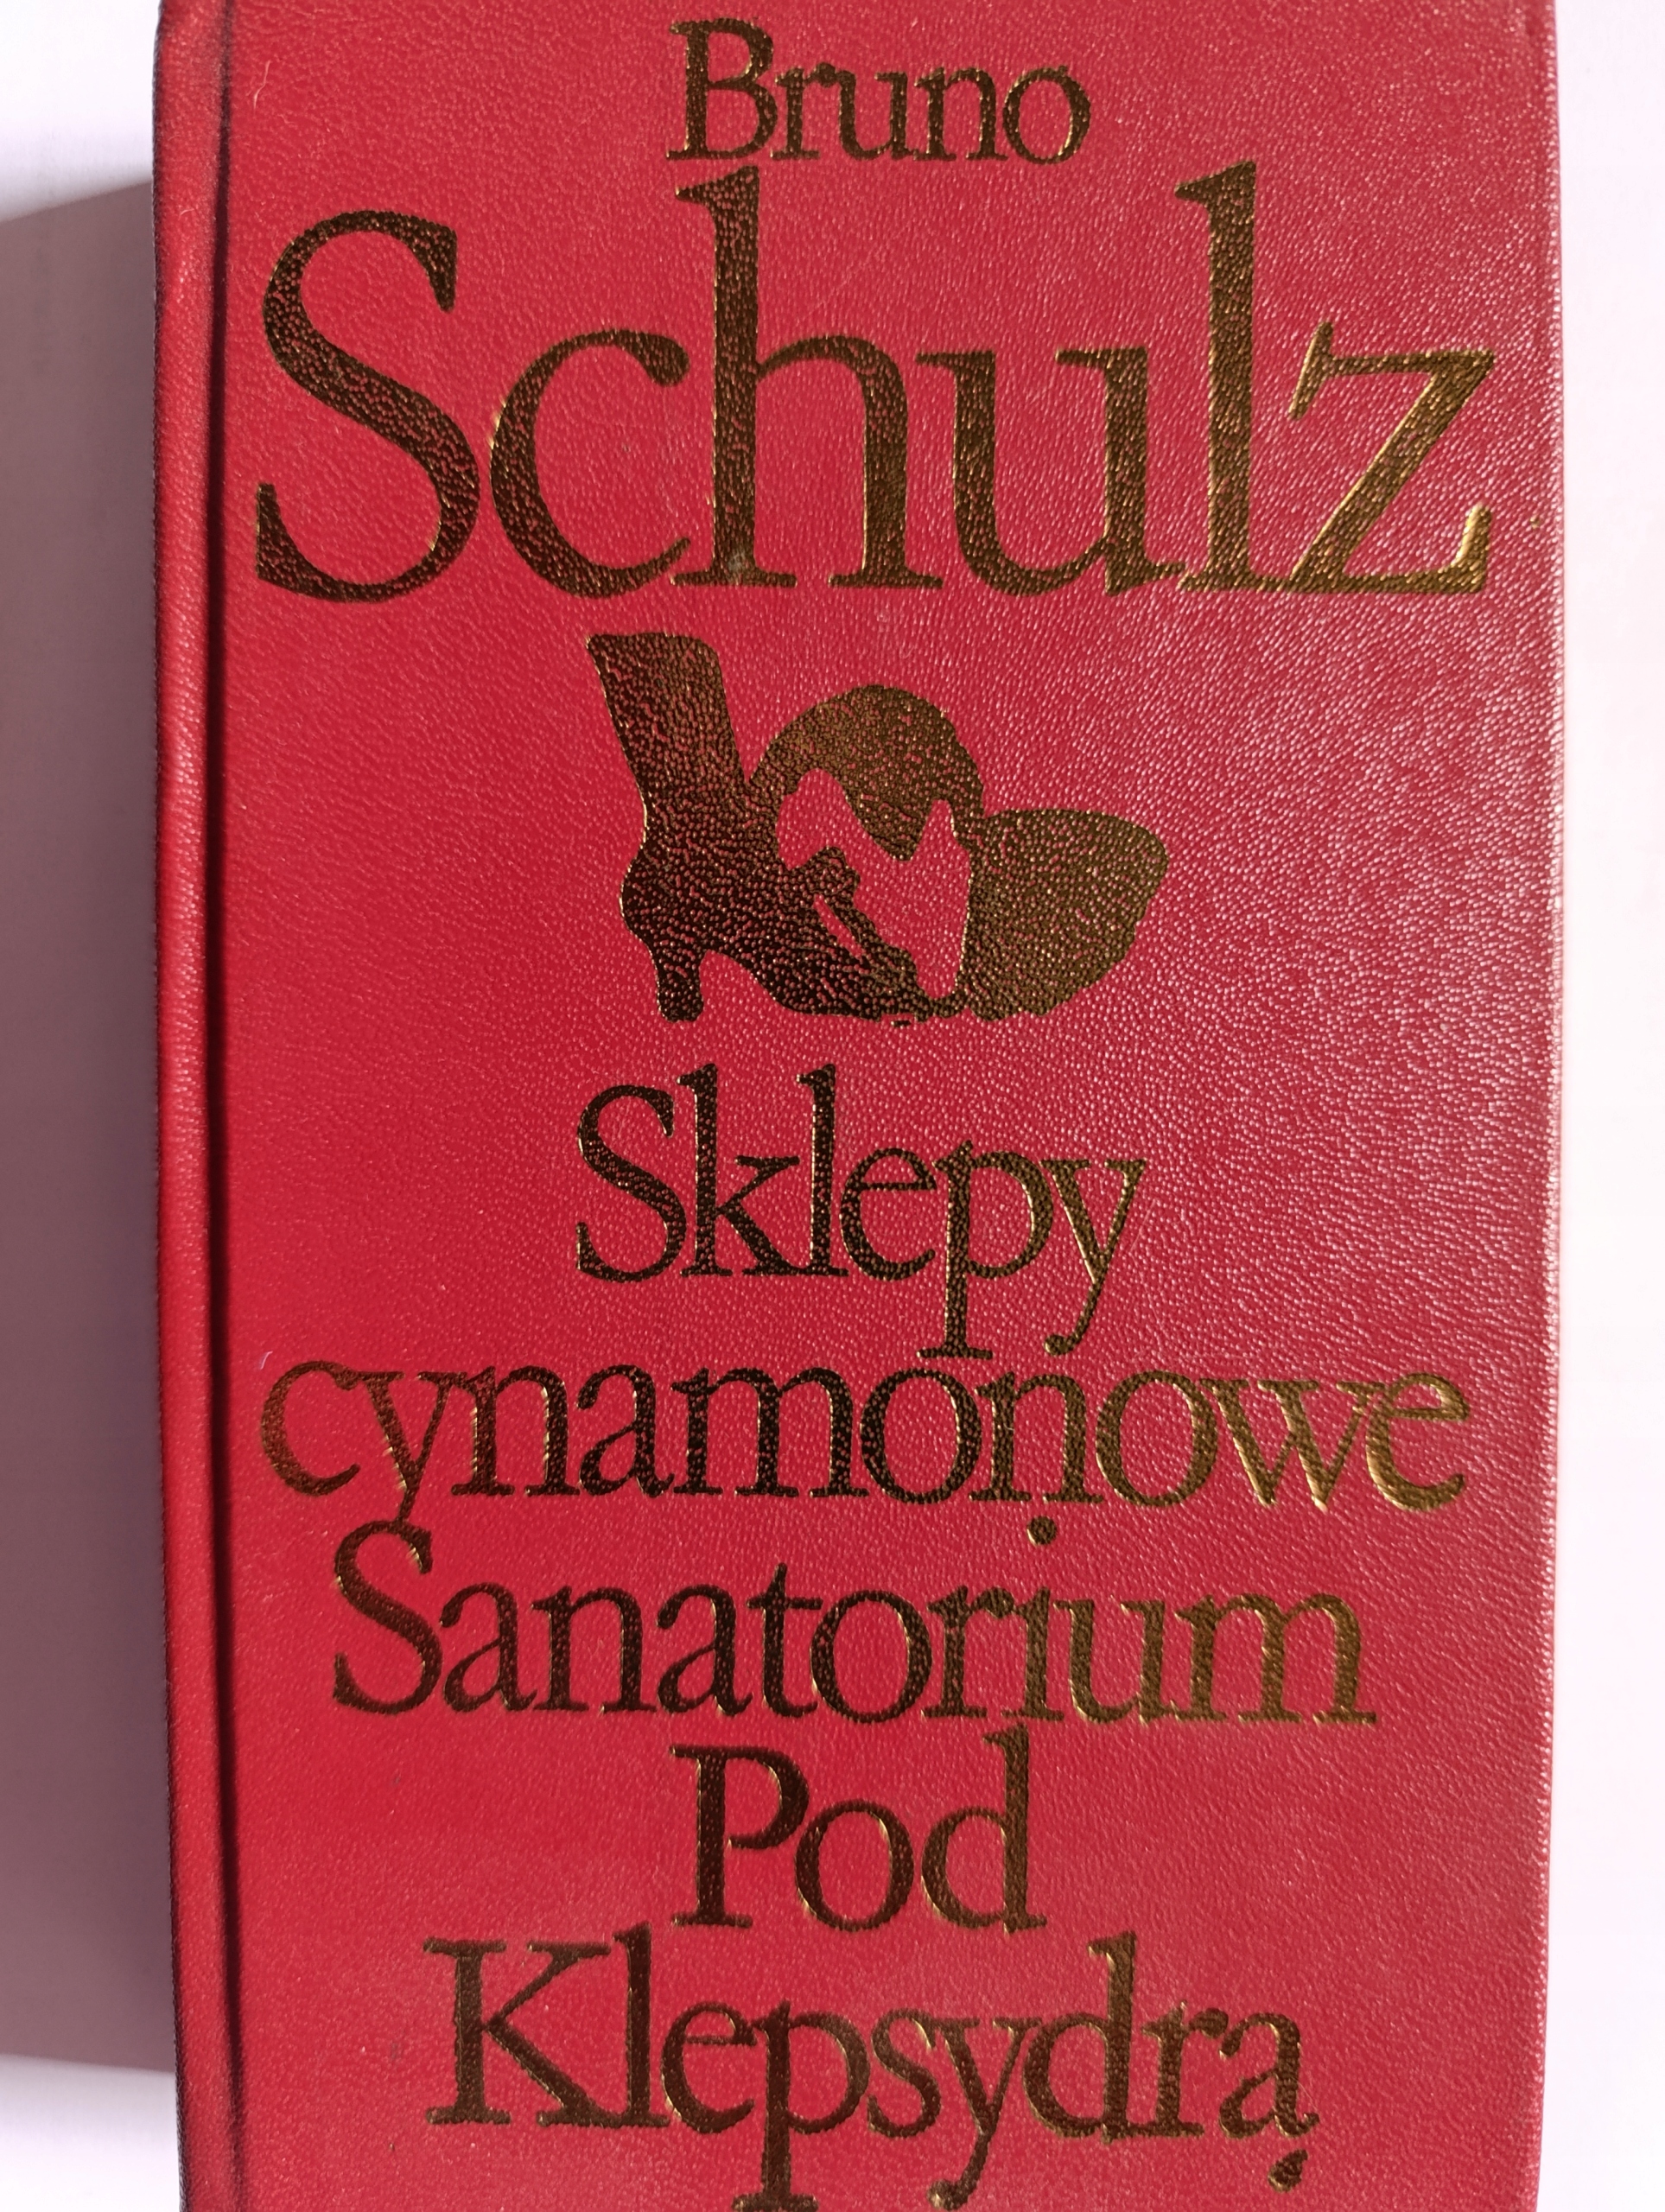 Bruno
Schulz
Sklepy
cynamonowe
Sanatorium
Pod
Klepsydrą